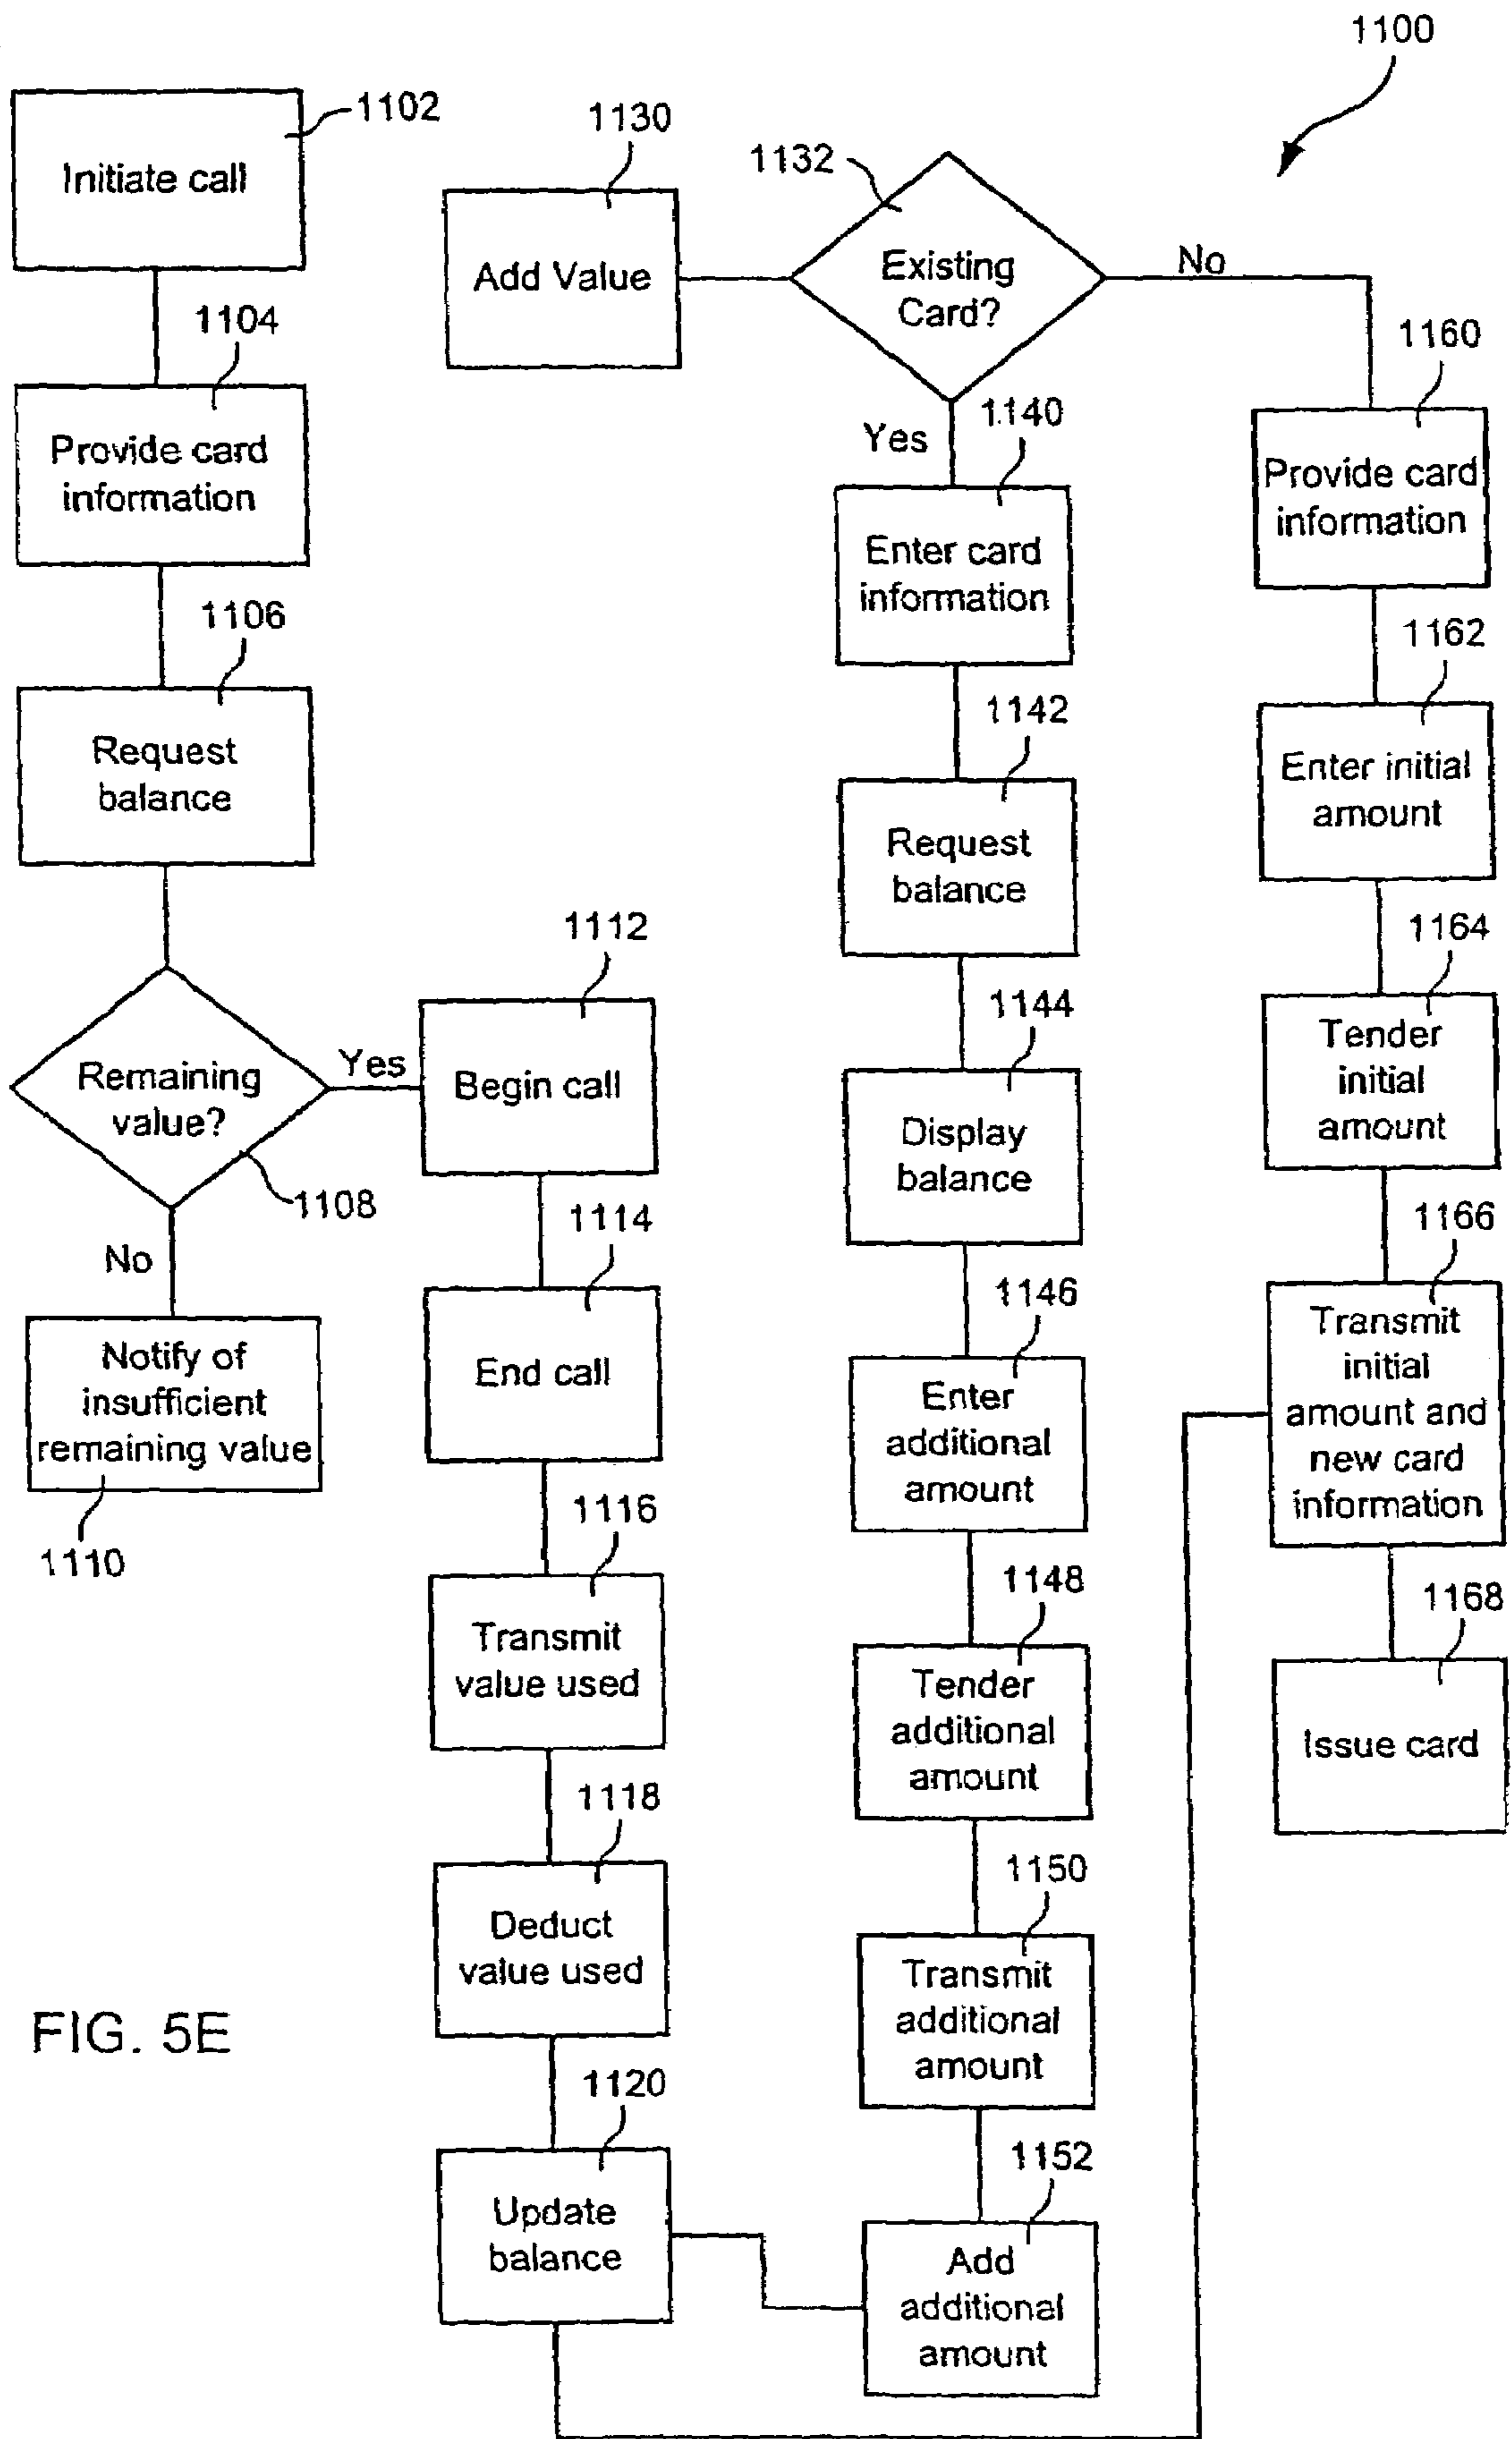 1100
1102
Initiate call
1104
Provide card
information
1106
Request
balance
Remaining
value?
1108
Yes
No
Notify of
insufficient
remaining value
1110
1112
Begin call
1114
End call
1116
Transmit
value used
1118
Deduct
value used
1120
Update
balance
1130
Add Value
1132
Existing
Card?
No
Yes
1140
Enter card
information
1142
Request
balance
1144
Display
balance
1146
Enter
additional
amount
1148
Tender
additional
amount
1150
Transmit
additional
amount
1152
Add
additional
amount
1160
Provide card
information
1162
Enter initial
amount
1164
Tender
initial
amount
1166
Transmit
initial
amount and
new card
information
1168
Issue card
FIG. 5E